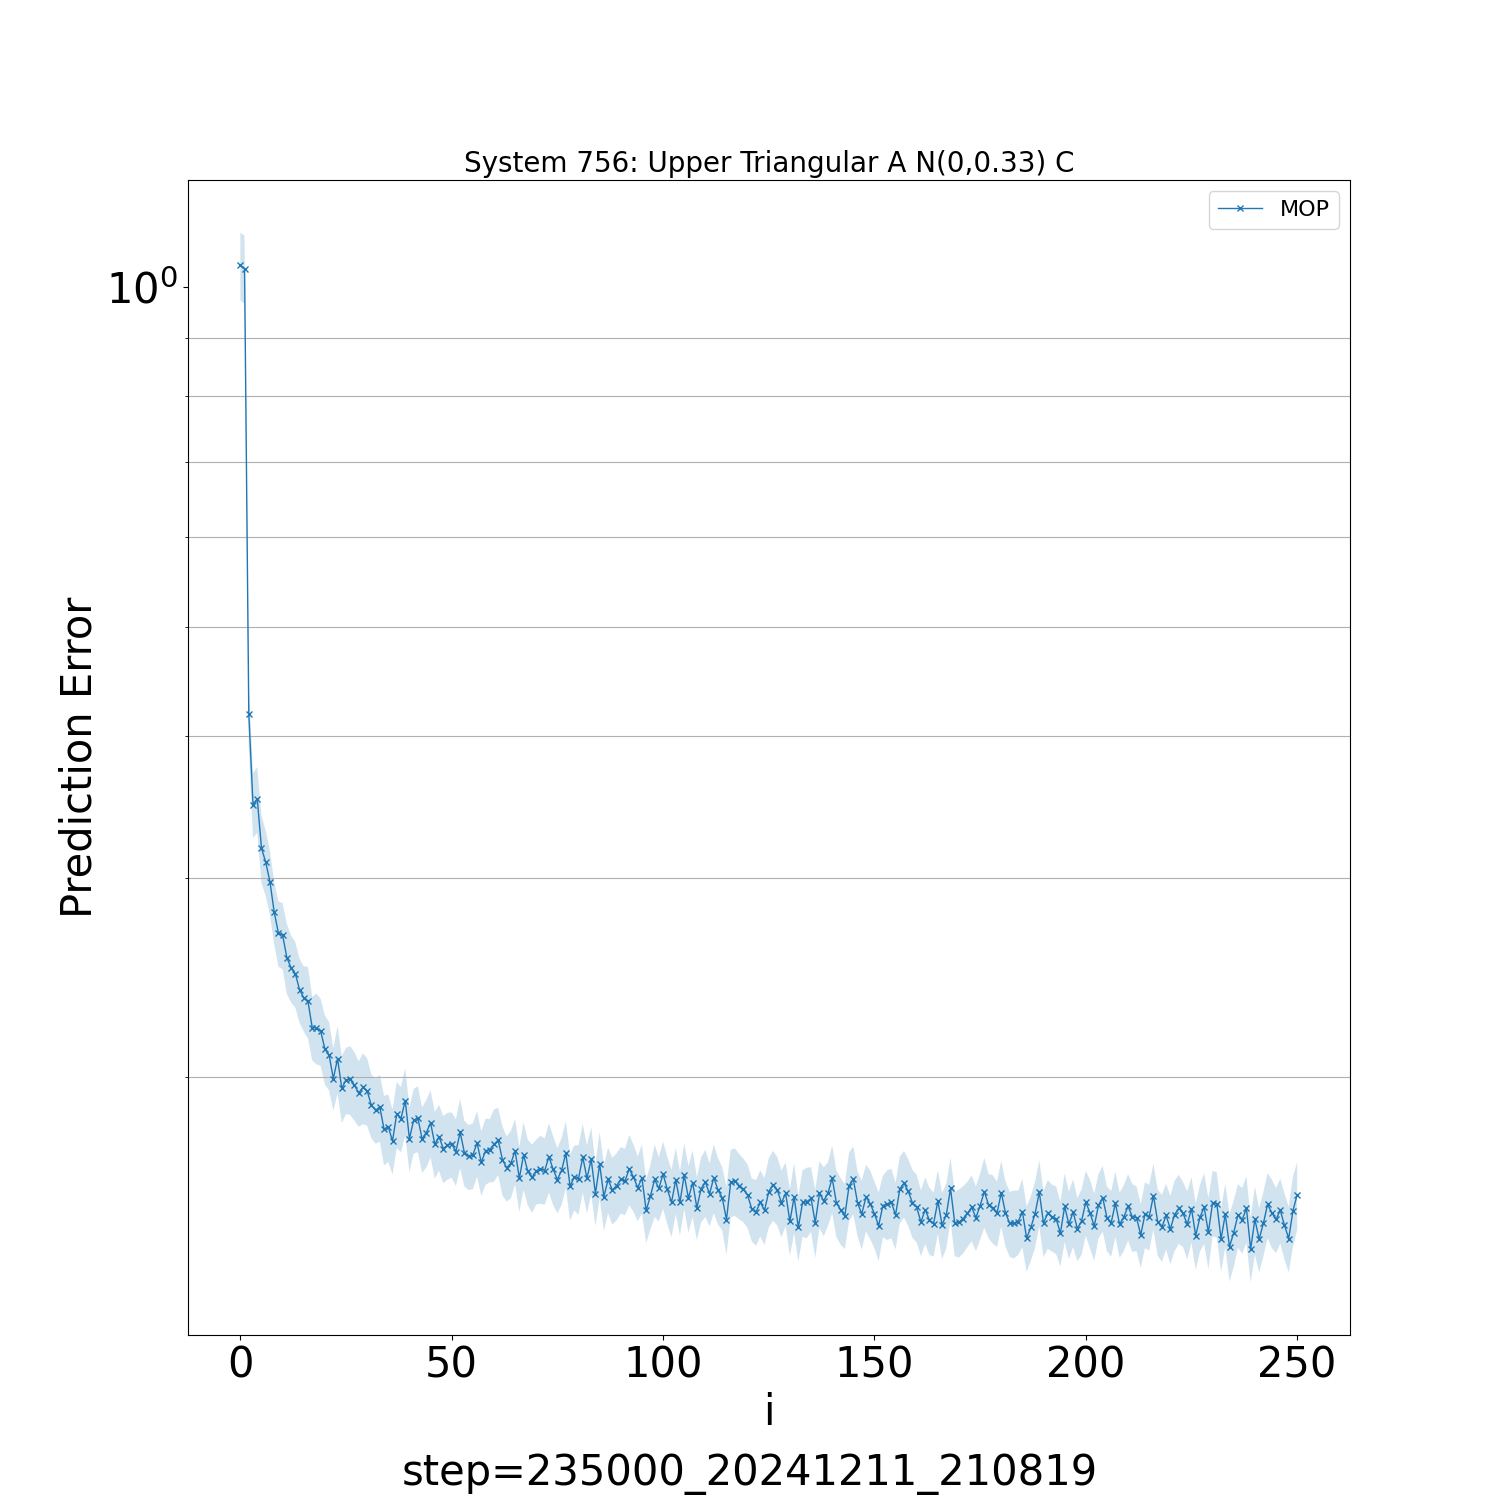 System 756: Upper Triangular A N(0,0.33) C
MOP
10⁰
Prediction Error
0 50 100 150 200 250
i
step=235000_20241211_210819